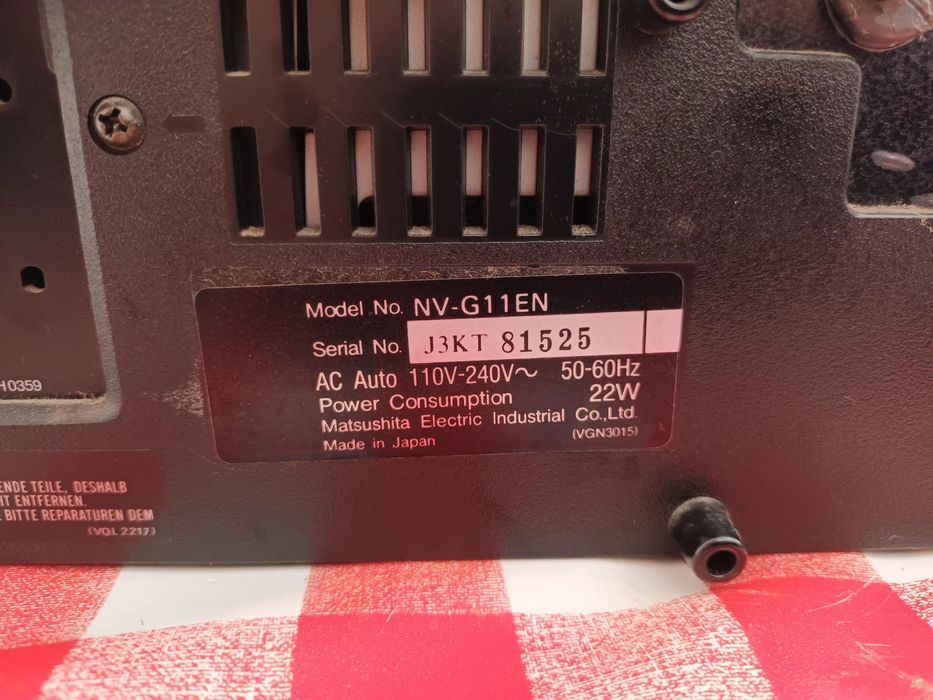 Model No. NV-G11EN
Serial No. J3KT 81525
AC Auto 110V-240V～ 50-60Hz
Power Consumption 22W
Matsushita Electric Industrial Co.,Ltd.
Made in Japan (VGN3015)
H0359
ENDE TEILE, DESHALB
HT ENTFERNEN.
BITTE REPARATUREN DEM
(VQL 2217)